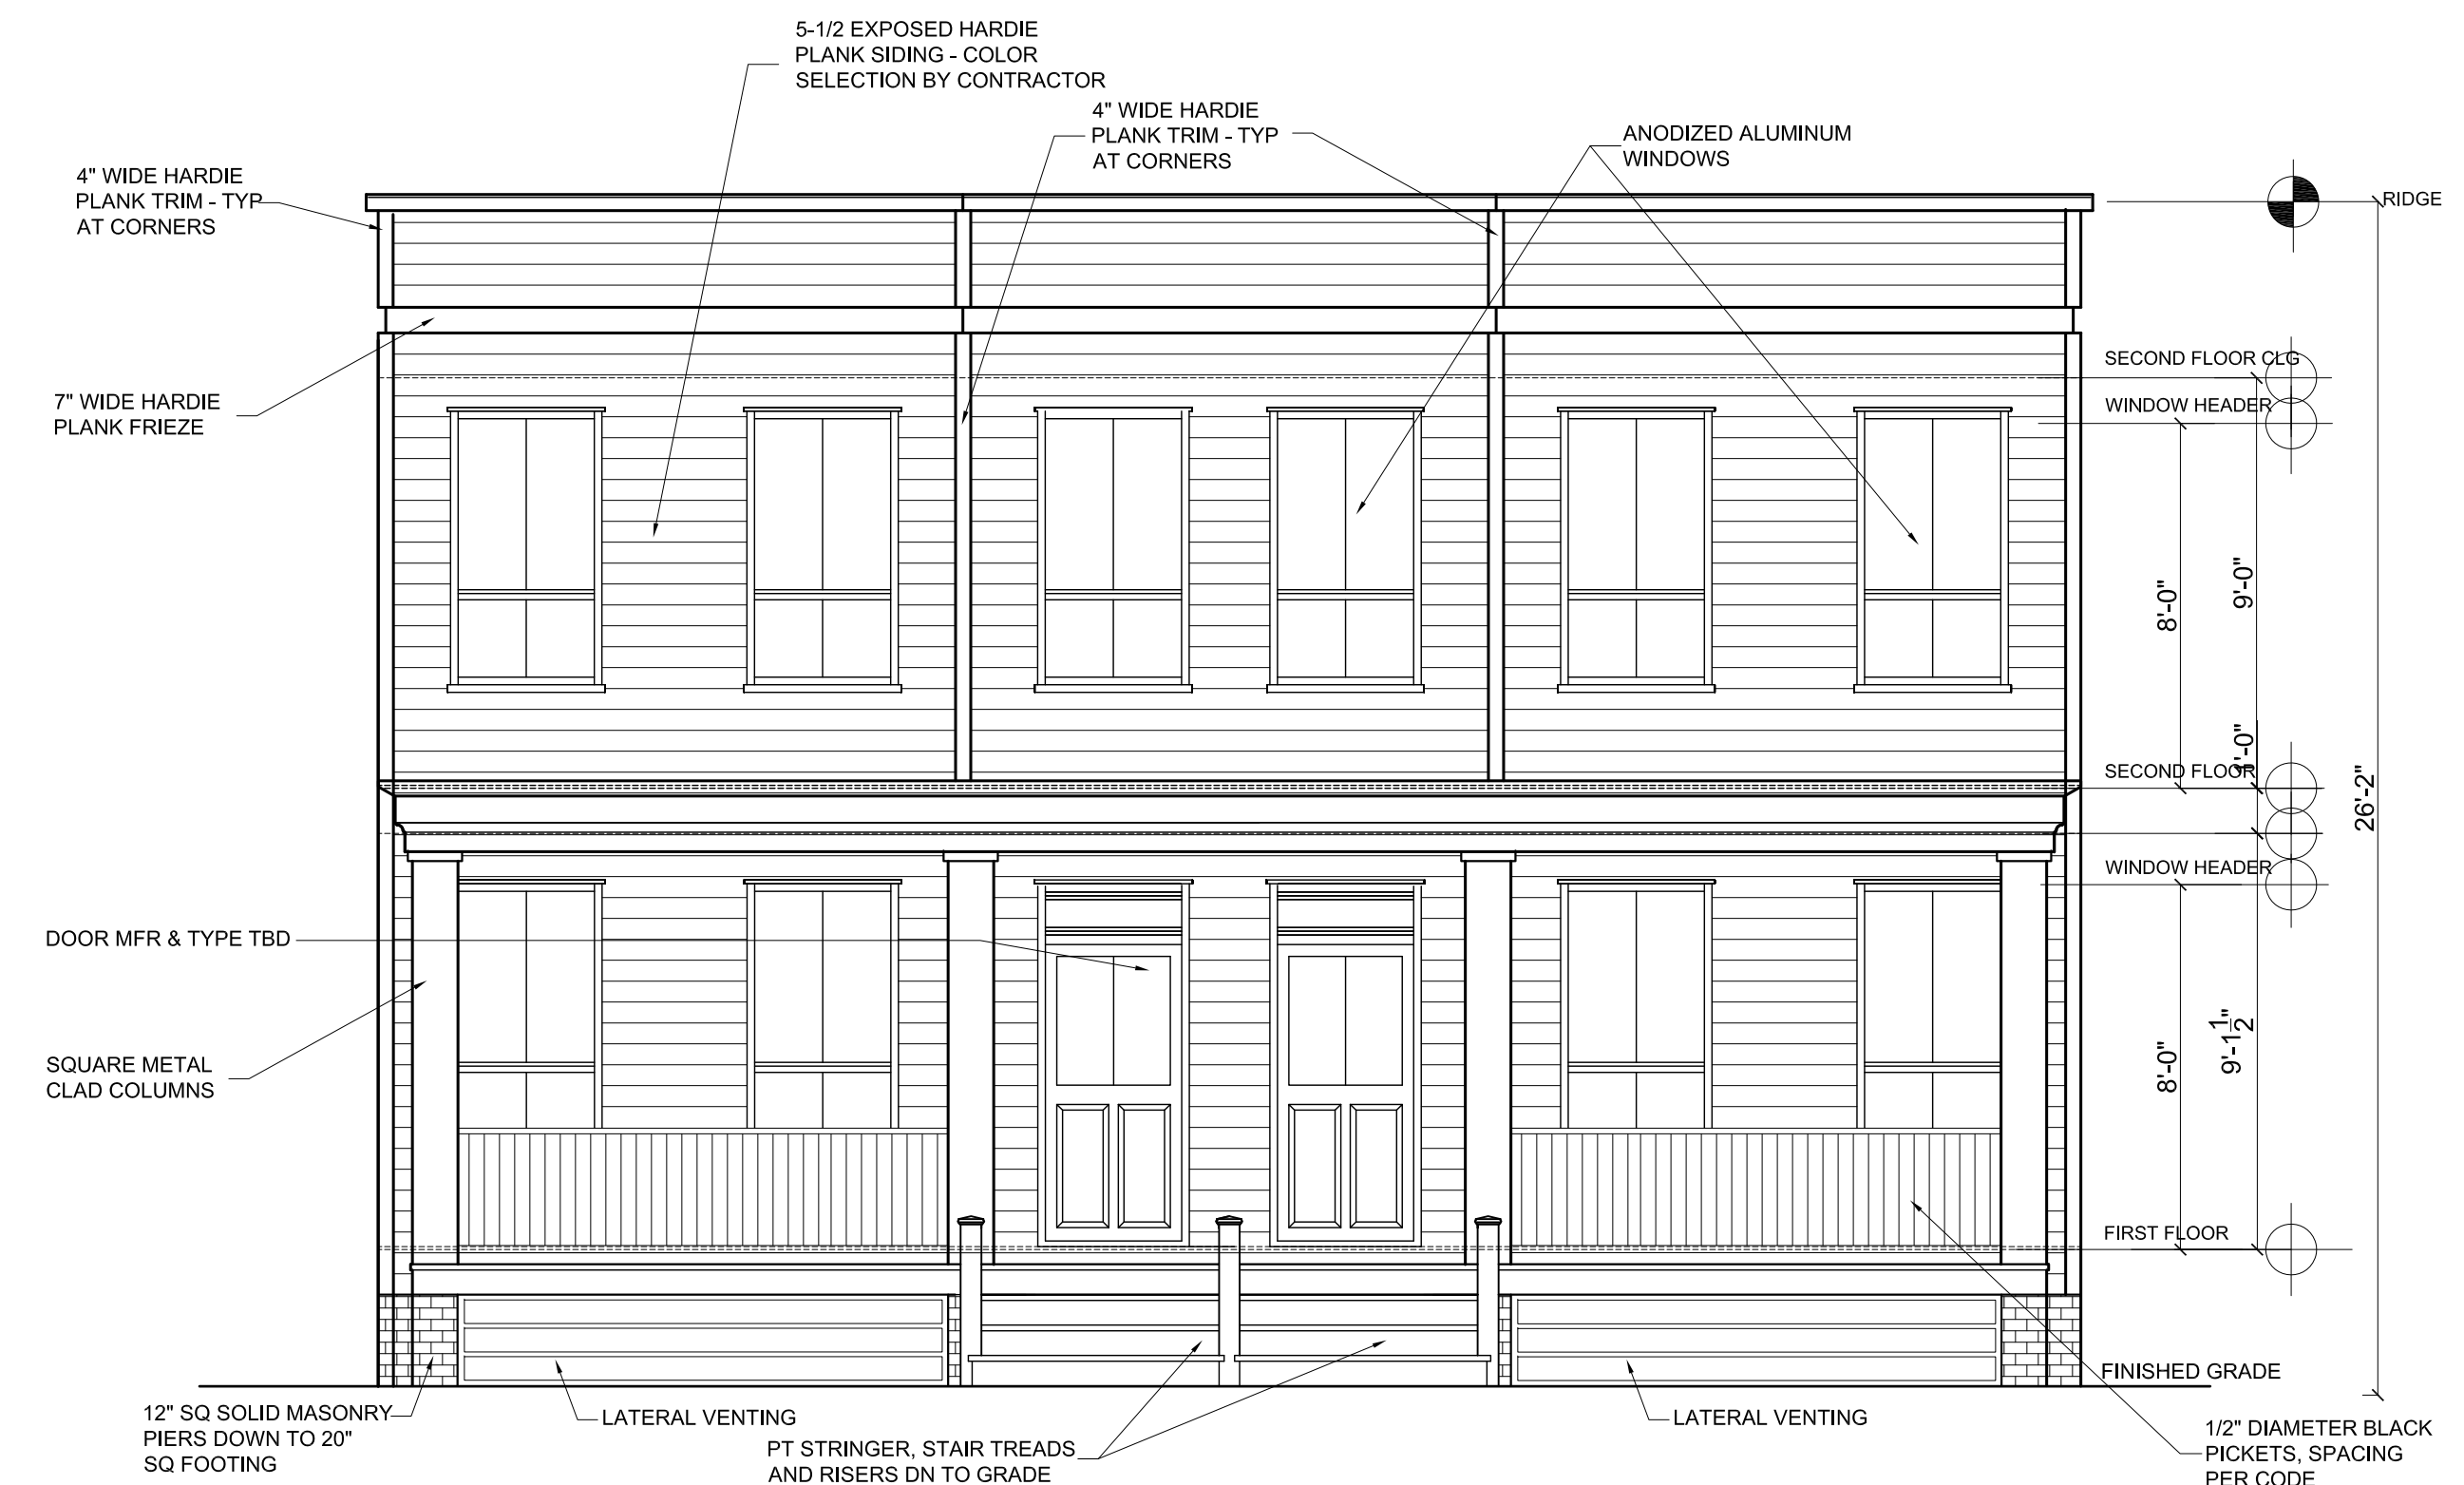 5-1/2 EXPOSED HARDIE
PLANK SIDING - COLOR
SELECTION BY CONTRACTOR
4" WIDE HARDIE
PLANK TRIM - TYP
AT CORNERS
ANODIZED ALUMINUM
WINDOWS
4" WIDE HARDIE
PLANK TRIM - TYP
AT CORNERS
RIDGE
SECOND FLOOR CLG
WINDOW HEADER
7" WIDE HARDIE
PLANK FRIEZE
8'-0"
9'-0"
1'-0"
SECOND FLOOR
26'-2"
WINDOW HEADER
DOOR MFR & TYPE TBD
SQUARE METAL
CLAD COLUMNS
8'-0"
9'-1 1/2"
FIRST FLOOR
FINISHED GRADE
12" SQ SOLID MASONRY
PIERS DOWN TO 20"
SQ FOOTING
LATERAL VENTING
PT STRINGER, STAIR TREADS
AND RISERS DN TO GRADE
LATERAL VENTING
1/2" DIAMETER BLACK
PICKETS, SPACING
PER CODE